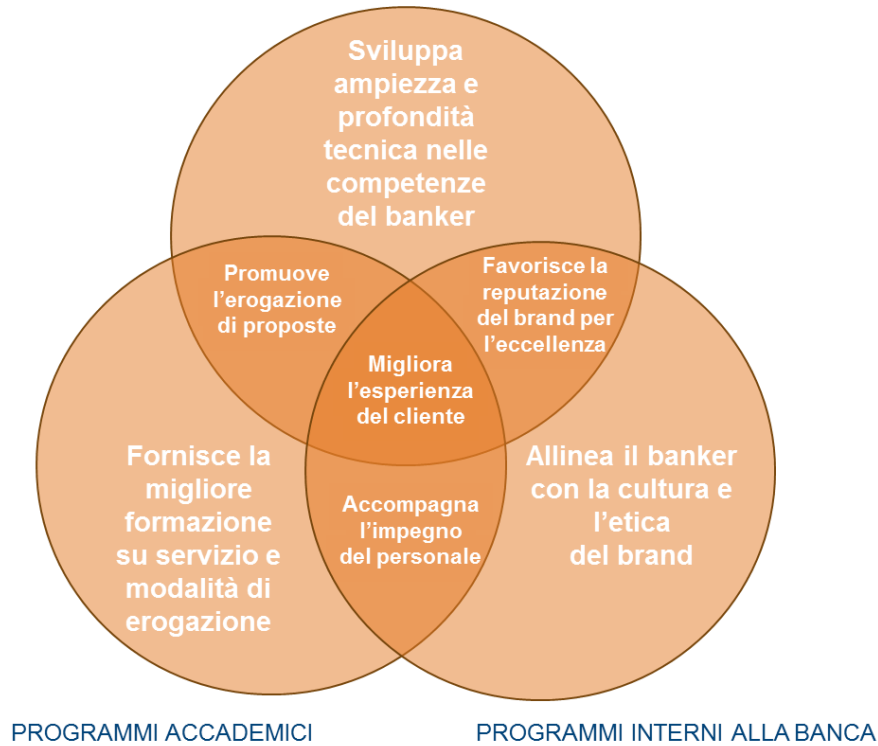 Sviluppa
ampiezza e
profondità
tecnica nelle
competenze
del banker
Promuove
l'erogazione
di proposte
Favorisce la
reputazione
del brand per
l'eccellenza
Migliora
l'esperienza
del cliente
Fornisce la
migliore
formazione
su servizio e
modalità di
erogazione
Accompagna
l'impegno
del personale
Allinea il banker
con la cultura e
l'etica
del brand
PROGRAMMI ACCADEMICI
PROGRAMMI INTERNI ALLA BANCA